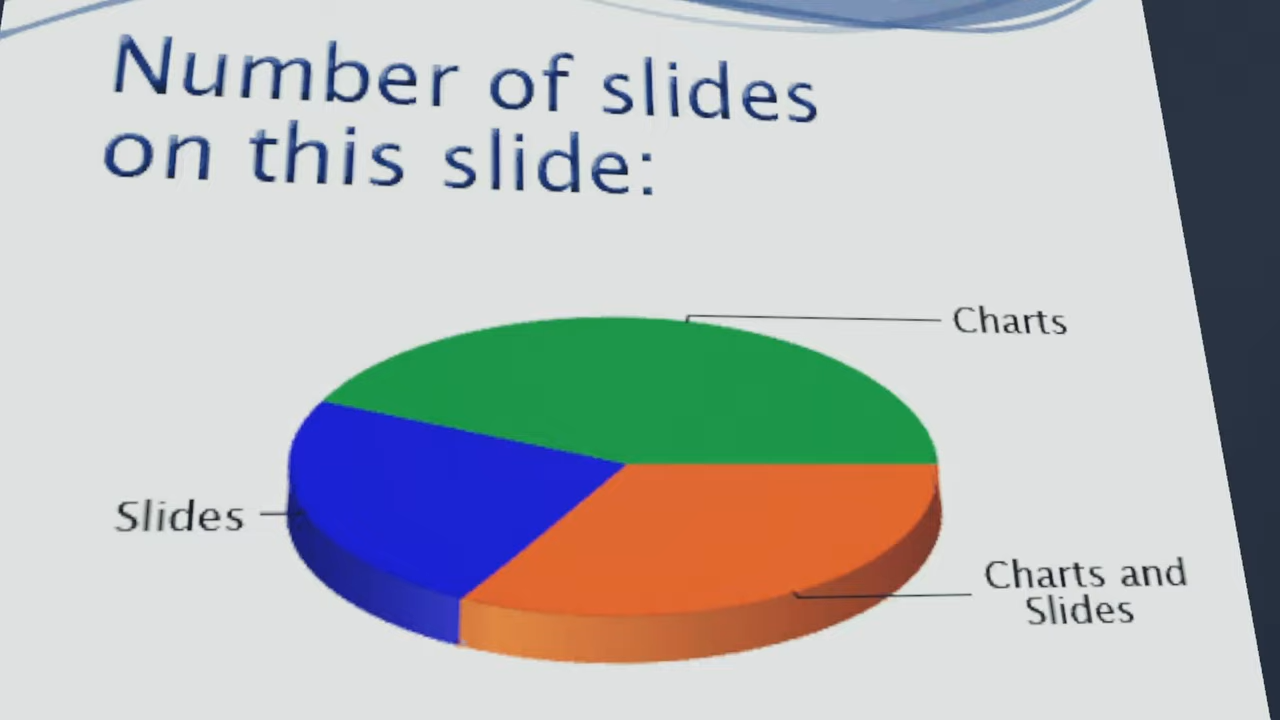 Number of slides
on this slide:
Charts
Slides
Charts and
Slides